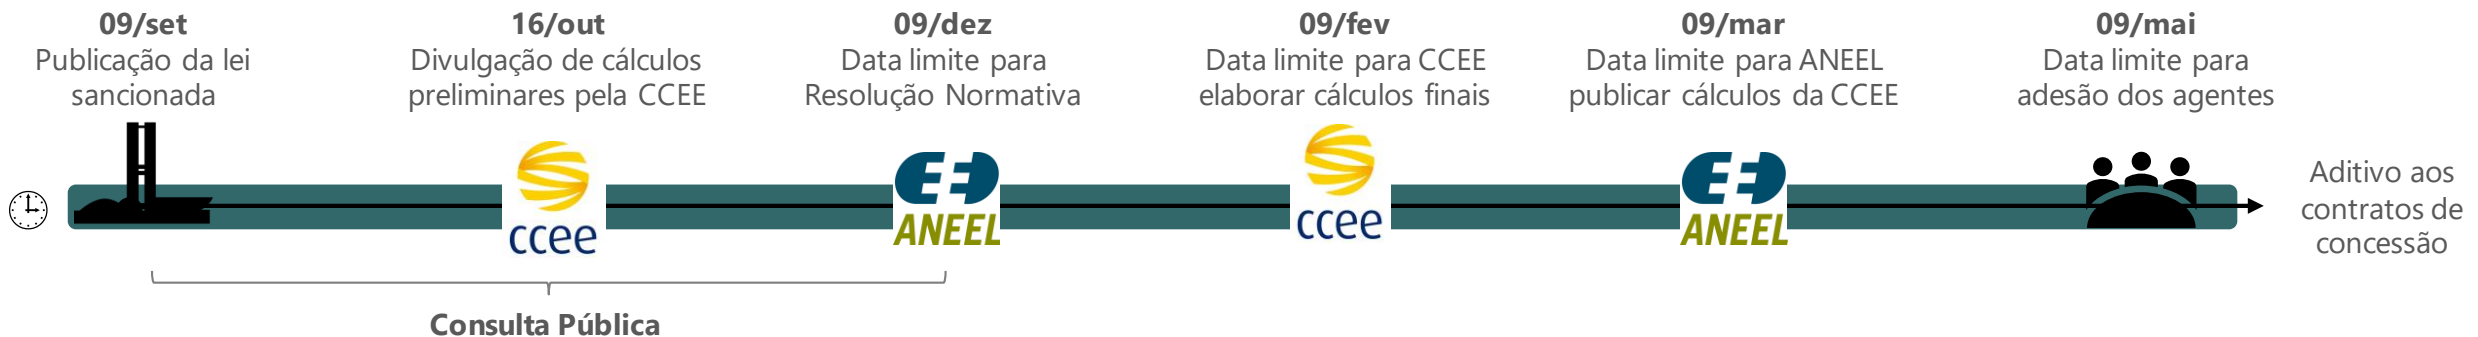 09/set
Publicação da lei
sancionada
16/out
Divulgação de cálculos
preliminares pela CCEE
09/dez
Data limite para
Resolução Normativa
09/fev
Data limite para CCEE
elaborar cálculos finais
09/mar
Data limite para ANEEL
publicar cálculos da CCEE
09/mai
Data limite para
adesão dos agentes
ccee
ANEEL
ccee
ANEEL
Aditivo aos
contratos de
concessão
Consulta Pública